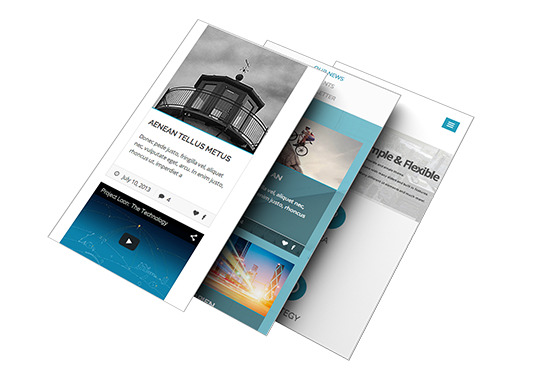 AENEAN TELLUS METUS
Donec pede justo, fringilla vel, aliquet
nec, vulputate eget, arcu. In enim justo,
rhoncus ut, imperdiet a
July 10, 2013
4
Project Loon: The Technology
OUR NEWS
NTS
TER
AN
vel, aliquet nec,
justo, rhoncus
mple & Flexible
A
EGY